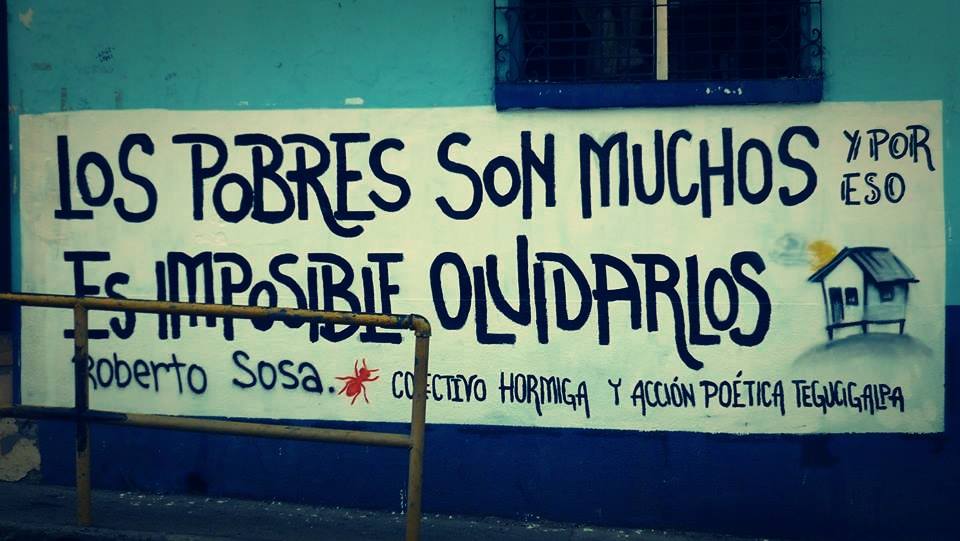 LOS POBRES SON MUCHOS Y POR
ESO
ES IMPOSIBLE OLVIDARLOS
Roberto Sosa.
COLECTIVO HORMIGA Y ACCIÓN POÉTICA TEGUCIGALPA